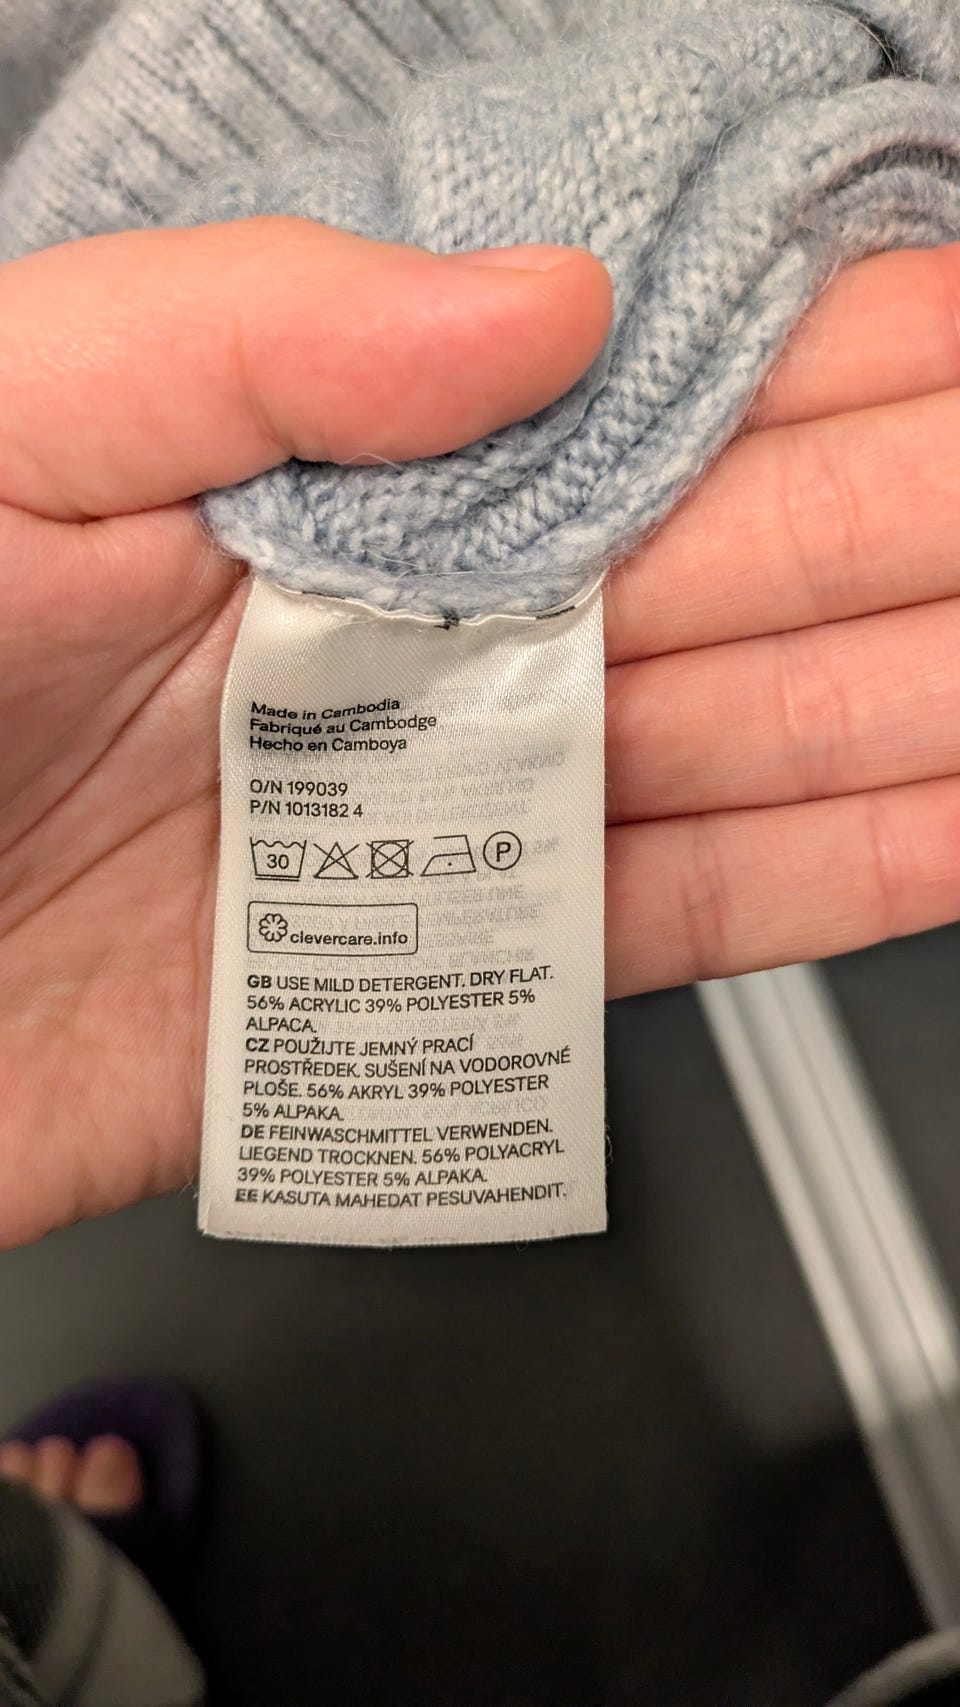 Made in Cambodia
Fabriqué au Cambodge
Hecho en Camboya
O/N 199039
P/N 1013182 4
30 P
clevercare.info
GB USE MILD DETERGENT. DRY FLAT.
56% ACRYLIC 39% POLYESTER 5%
ALPACA.
CZ POUŽIJTE JEMNÝ PRACÍ
PROSTŘEDEK. SUŠENÍ NA VODOROVNÉ
PLOŠE. 56% AKRYL 39% POLYESTER
5% ALPAKA.
DE FEINWASCHMITTEL VERWENDEN.
LIEGEND TROCKNEN. 56% POLYACRYL
39% POLYESTER 5% ALPAKA.
EE KASUTA MAHEDAT PESUVAHENDIT.